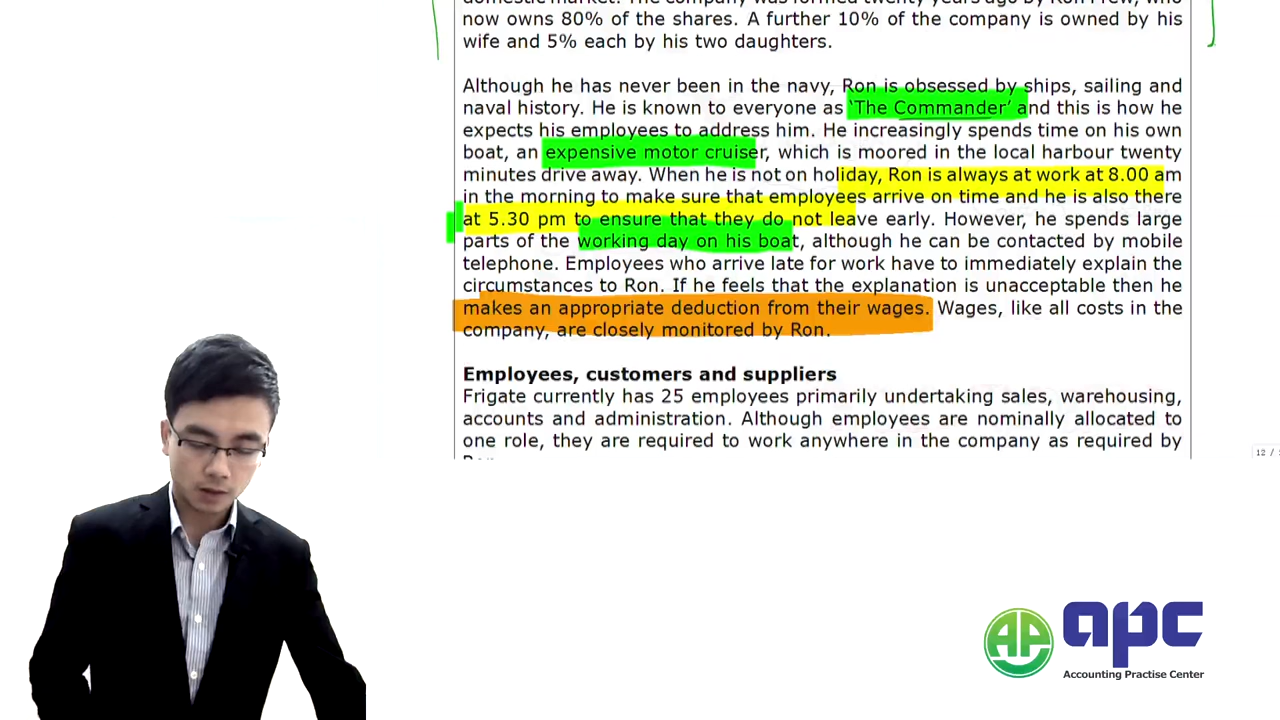 now owns 80% of the shares. A further 10% of the company is owned by his
wife and 5% each by his two daughters.
Although he has never been in the navy, Ron is obsessed by ships, sailing and
naval history. He is known to everyone as ‘The Commander’ and this is how he
expects his employees to address him. He increasingly spends time on his own
boat, an expensive motor cruiser, which is moored in the local harbour twenty
minutes drive away. When he is not on holiday, Ron is always at work at 8.00 am
in the morning to make sure that employees arrive on time and he is also there
at 5.30 pm to ensure that they do not leave early. However, he spends large
parts of the working day on his boat, although he can be contacted by mobile
telephone. Employees who arrive late for work have to immediately explain the
circumstances to Ron. If he feels that the explanation is unacceptable then he
makes an appropriate deduction from their wages. Wages, like all costs in the
company, are closely monitored by Ron.
Employees, customers and suppliers
Frigate currently has 25 employees primarily undertaking sales, warehousing,
accounts and administration. Although employees are nominally allocated to
one role, they are required to work anywhere in the company as required by
12 /
AP apc
Accounting Practise Center